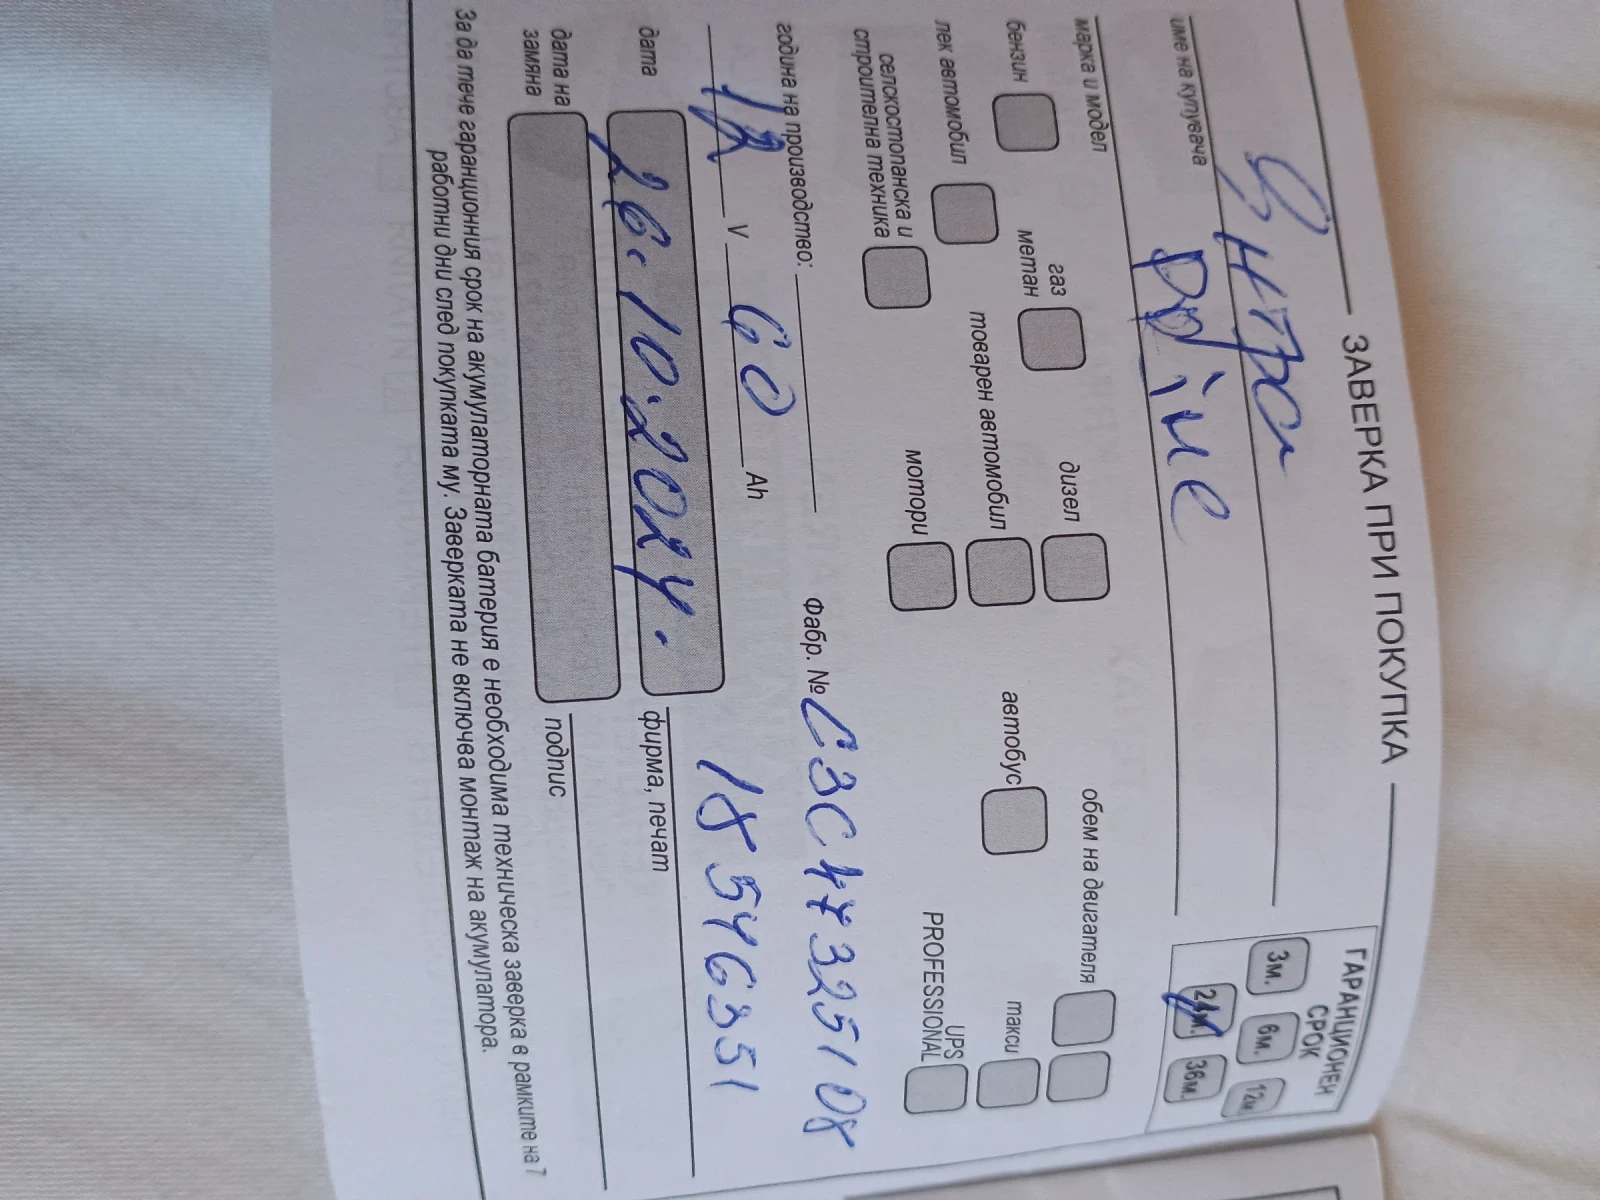 ЗАВЕРКА ПРИ ПОКУПКА
ГАРАНЦИОНЕН СРОК
3м. 6м. 12м.
24м. 36м.
име на купувача
марка и модел
бензин газ метан дизел обем на двигателя
лек автомобил товарен автомобил автобус такси
селскостопанска и строителна техника мотори UPS PROFESSIONAL
година на производство: Фабр. № C3C4473325108
12 V 60 Ah 18546351
дата 26.10.2024. фирма, печат
дата на замяна подпис
За да тече гаранционния срок на акумулаторната батерия е необходима техническа заверка в рамките на 7
работни дни след покупката му. Заверката не включва монтаж на акумулатора.